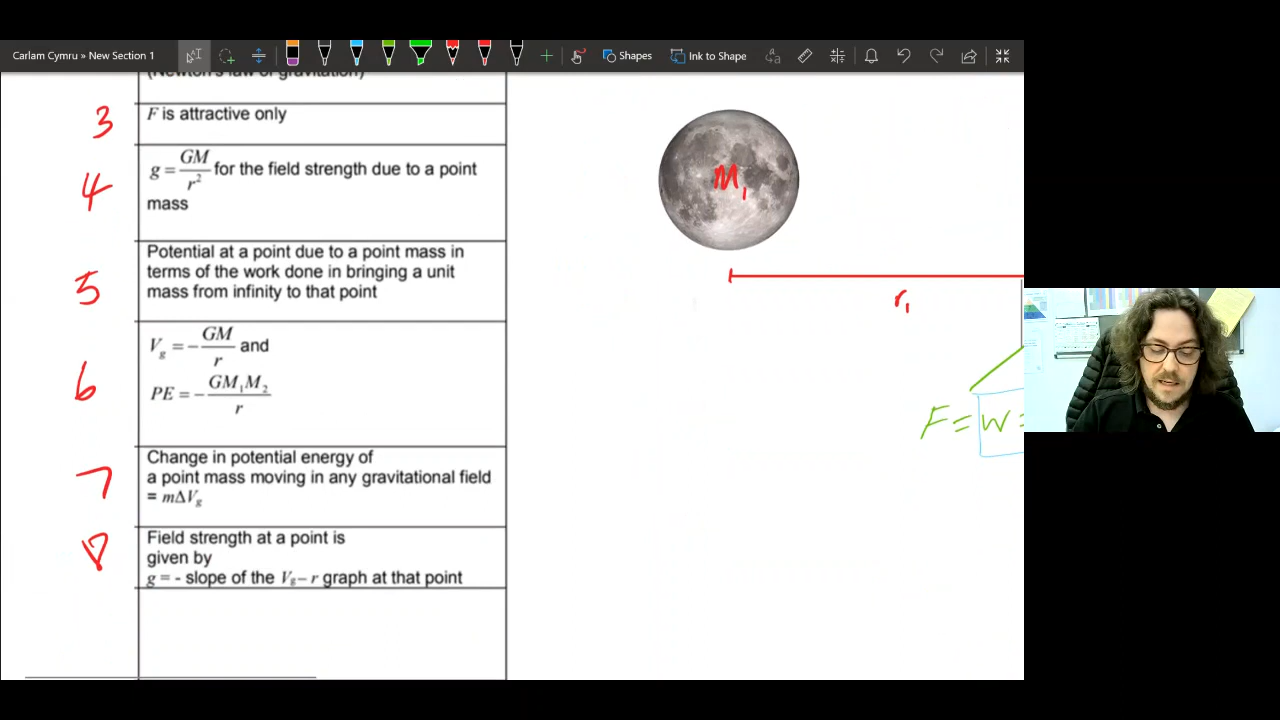 Carlam Cymru » New Section 1
Shapes
Ink to Shape
(Newton's law of gravitation)
3
F is attractive only
4
g = GM/r² for the field strength due to a point
mass
5
Potential at a point due to a point mass in
terms of the work done in bringing a unit
mass from infinity to that point
6
V_g = -GM/r and
PE = -GM₁M₂/r
7
Change in potential energy of
a point mass moving in any gravitational field
= mΔV_g
8
Field strength at a point is
given by
g = - slope of the V_g – r graph at that point
M₁
r₁
F = W =